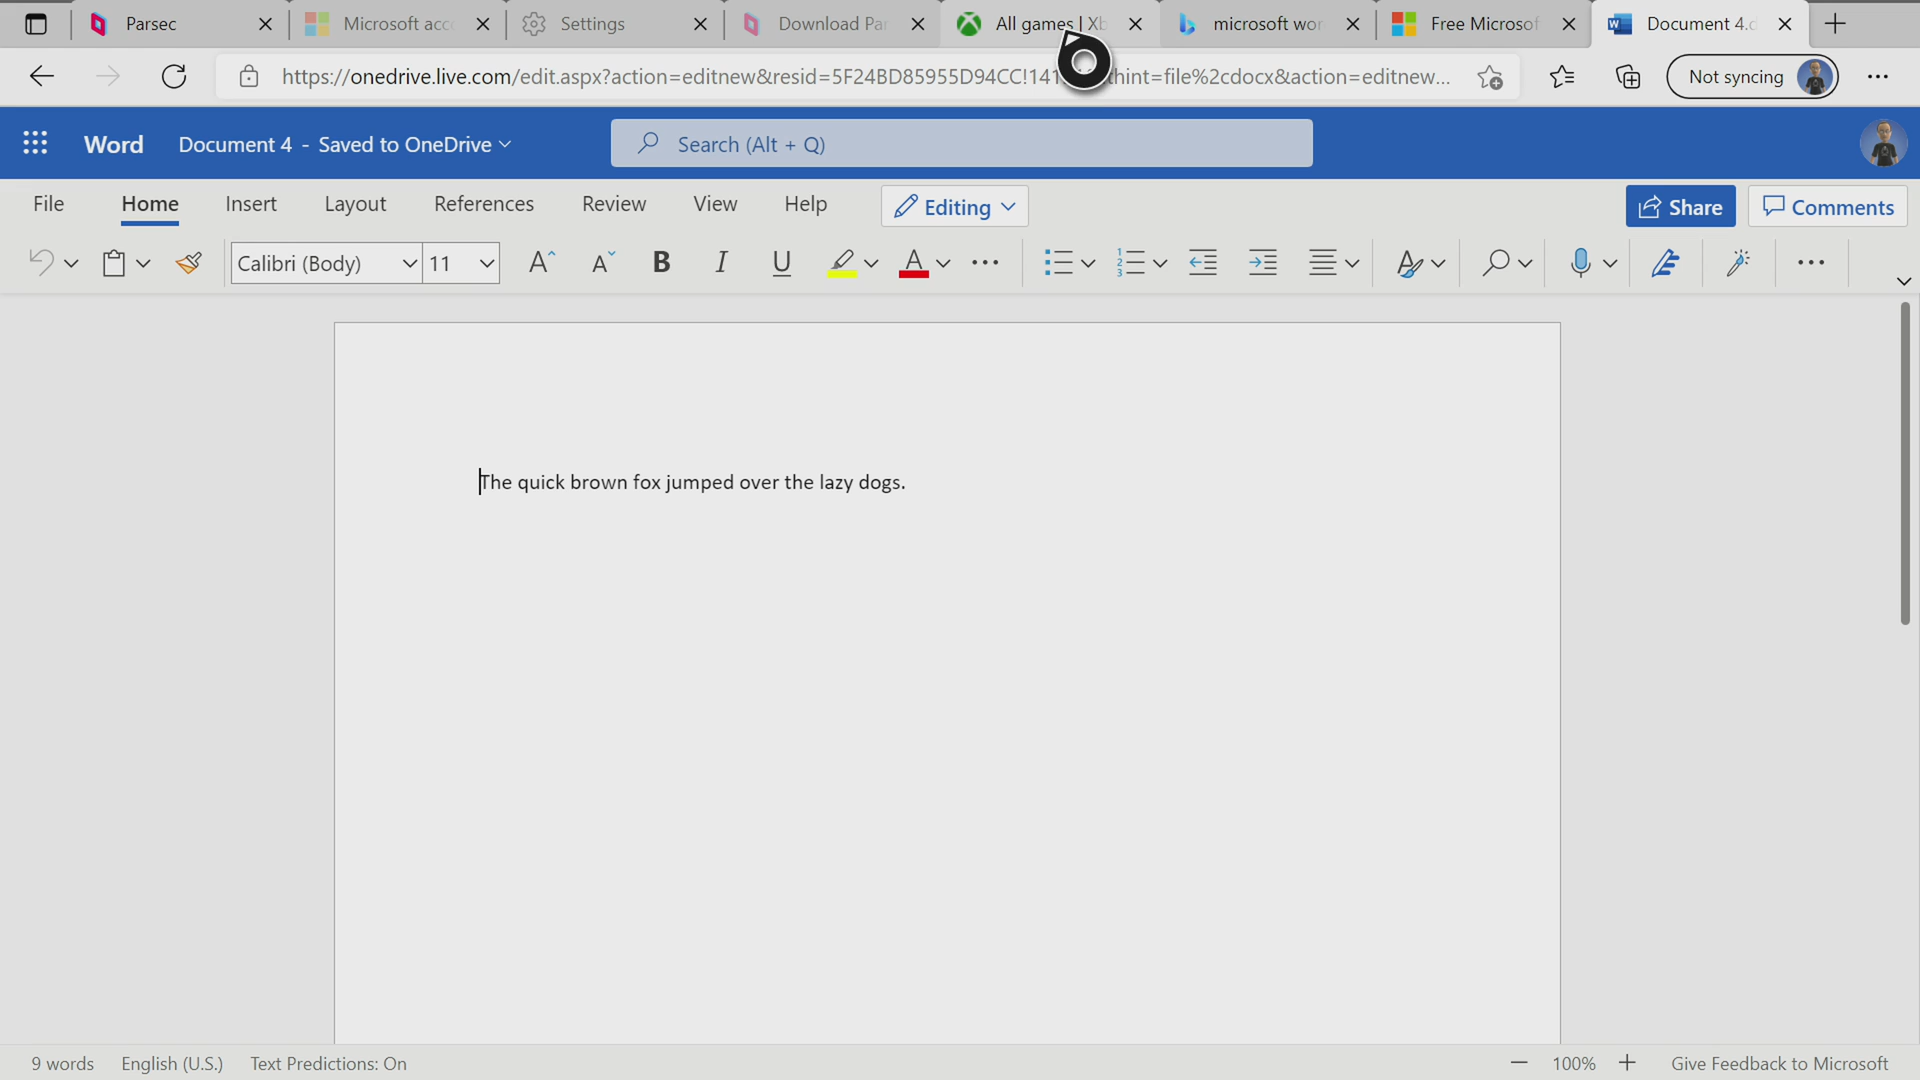 Parsec
Microsoft acc
Settings
Download Par
All games | Xb
microsoft wor
Free Microsof
Document 4.d
https://onedrive.live.com/edit.aspx?action=editnew&resid=5F24BD85955D94CC!141 hint=file%2cdocx&action=editnew...
Not syncing
Word
Document 4 - Saved to OneDrive
Search (Alt + Q)
File
Home
Insert
Layout
References
Review
View
Help
Editing
Share
Comments
Calibri (Body)
11
The quick brown fox jumped over the lazy dogs.
9 words
English (U.S.)
Text Predictions: On
100%
Give Feedback to Microsoft